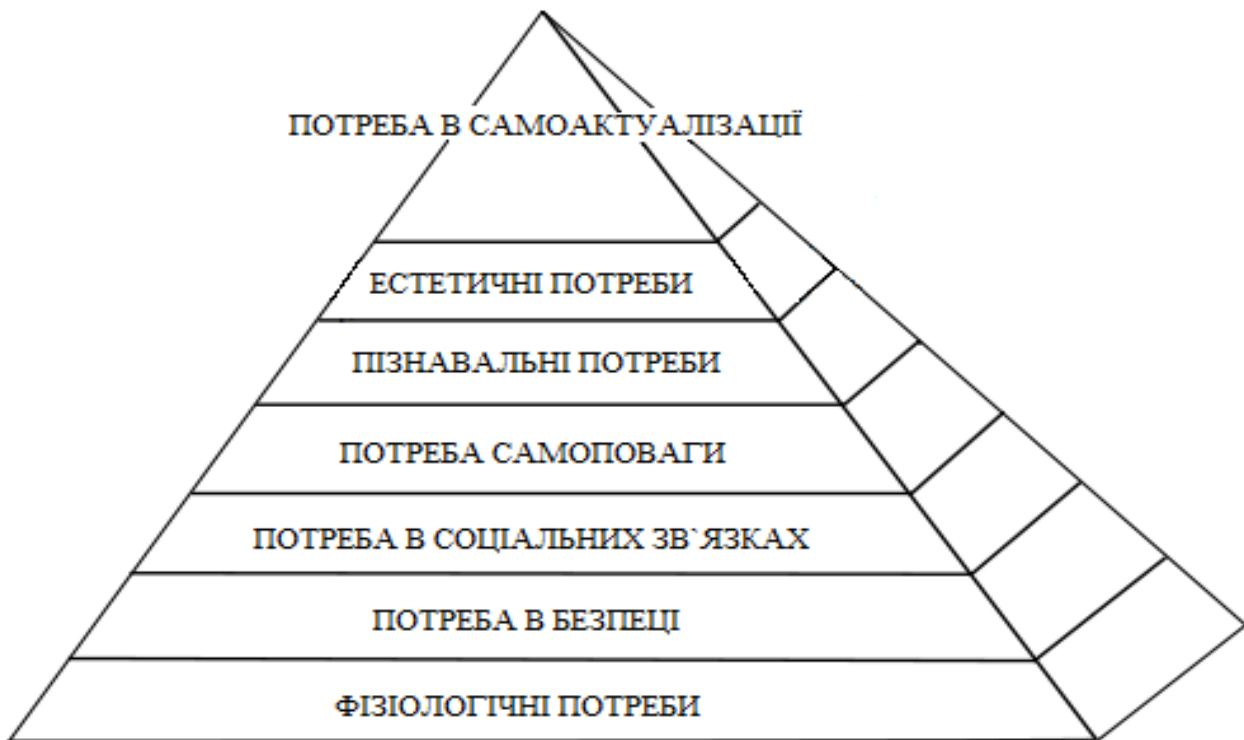 ПОТРЕБА В САМОАКТУАЛІЗАЦІЇ
ЕСТЕТИЧНІ ПОТРЕБИ
ПІЗНАВАЛЬНІ ПОТРЕБИ
ПОТРЕБА САМОПОВАГИ
ПОТРЕБА В СОЦІАЛЬНИХ ЗВ`ЯЗКАХ
ПОТРЕБА В БЕЗПЕЦІ
ФІЗІОЛОГІЧНІ ПОТРЕБИ